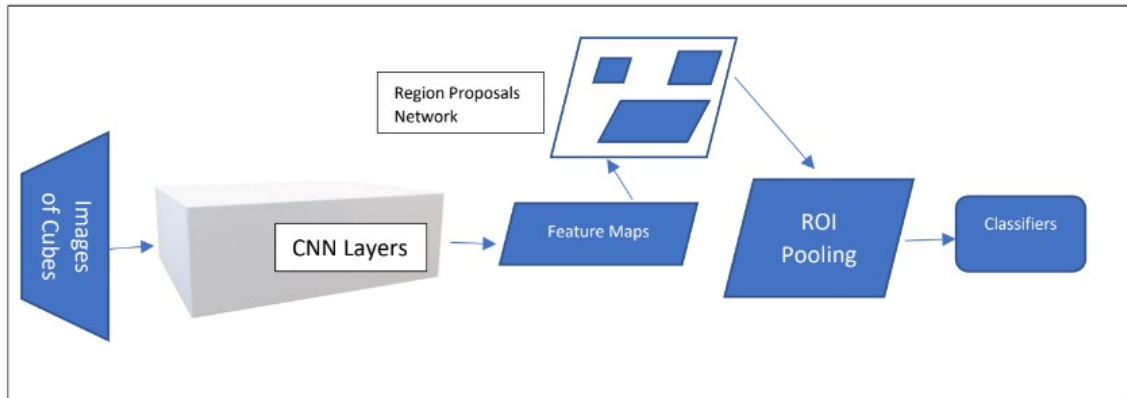 Images
of Cubes
CNN Layers
Feature Maps
Region Proposals
Network
ROI
Pooling
Classifiers